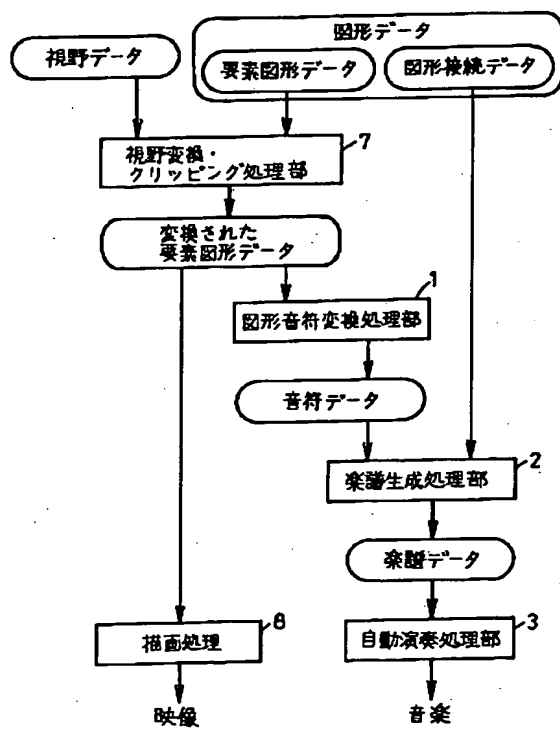 図形データ
視野データ
要素図形データ
図形接続データ
7
視野変換・
クリッピング処理部
変換された
要素図形データ
1
図形音符変換処理部
音符データ
2
楽譜生成処理部
楽譜データ
8
描画処理
3
自動演奏処理部
映像
音楽